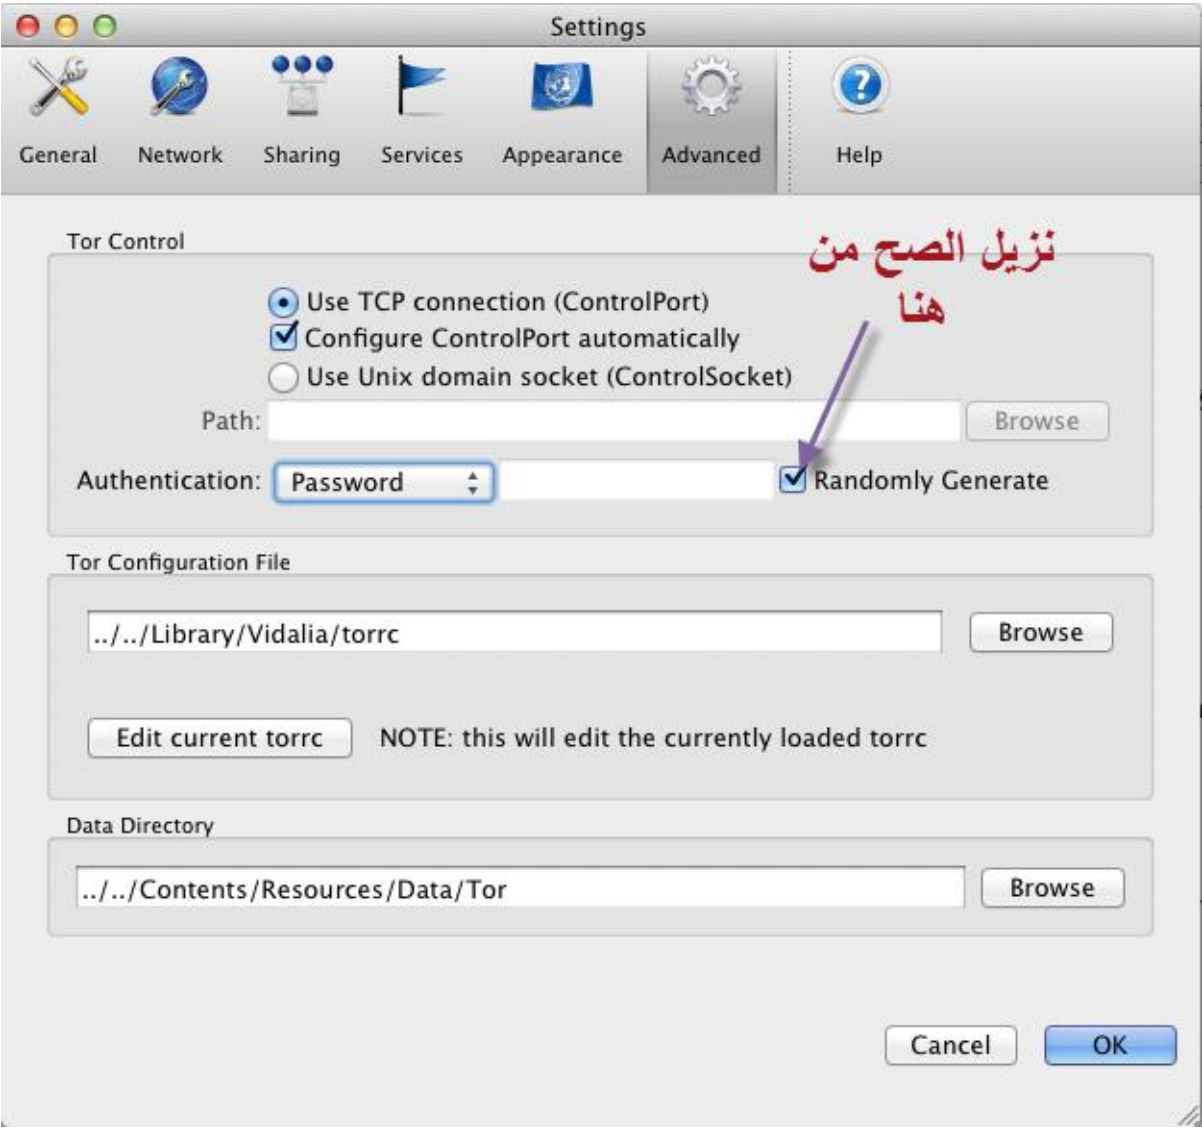 Settings
General
Network
Sharing
Services
Appearance
Advanced
Help
Tor Control
نزيل الصح من
هنا
Use TCP connection (ControlPort)
Configure ControlPort automatically
Use Unix domain socket (ControlSocket)
Path:
Browse
Authentication: Password
Randomly Generate
Tor Configuration File
../../Library/Vidalia/torrc
Browse
Edit current torrc
NOTE: this will edit the currently loaded torrc
Data Directory
../../Contents/Resources/Data/Tor
Browse
Cancel
OK